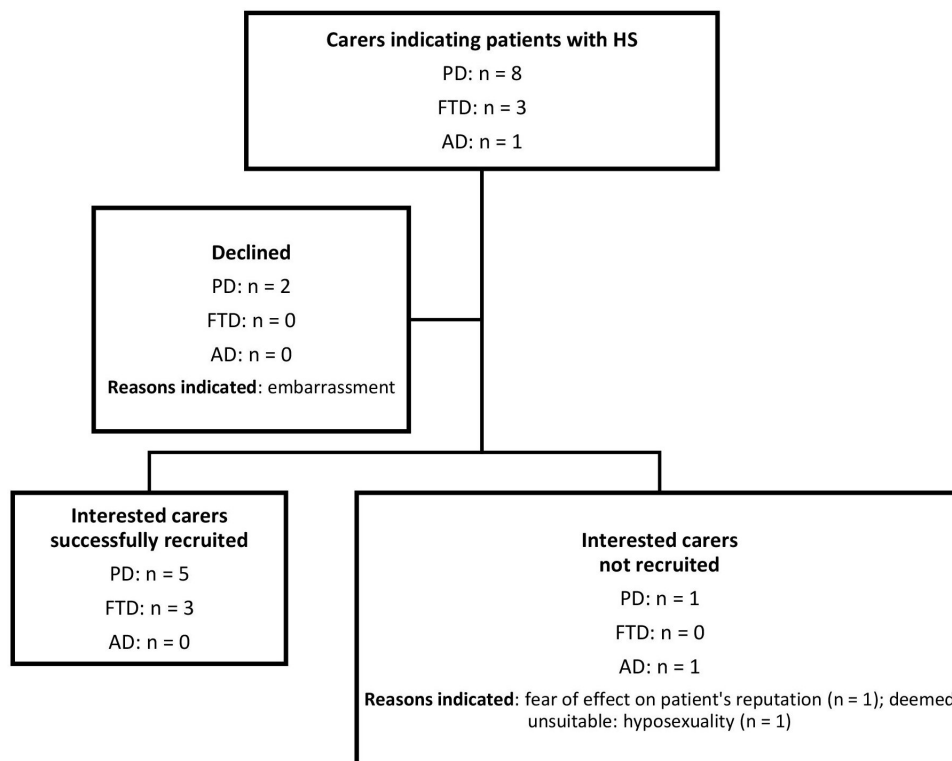 Carers indicating patients with HS
PD: n = 8
FTD: n = 3
AD: n = 1
Declined
PD: n = 2
FTD: n = 0
AD: n = 0
Reasons indicated: embarrassment
Interested carers
successfully recruited
PD: n = 5
FTD: n = 3
AD: n = 0
Interested carers
not recruited
PD: n = 1
FTD: n = 0
AD: n = 1
Reasons indicated: fear of effect on patient's reputation (n = 1); deemed
unsuitable: hyposexuality (n = 1)